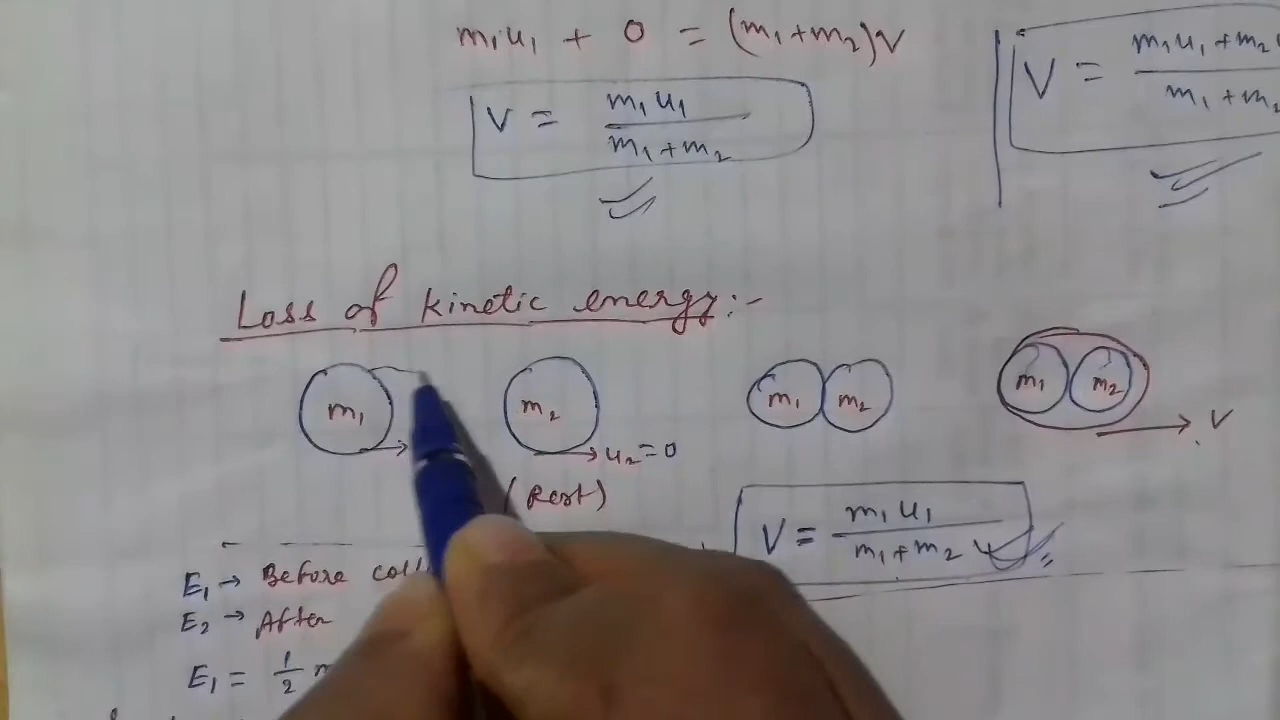 m₁u₁ + 0 = (m₁+m₂)V
V = m₁u₁ / m₁+m₂
V = m₁u₁+m₂ / m₁+m₂
Loss of kinetic energy:-
m₁
m₂
u₂=0
(Rest)
m₁ m₂
m₁ m₂
V
V = m₁u₁ / m₁+m₂
E₁ → Before
E₂ → After
E₁ = 1/2